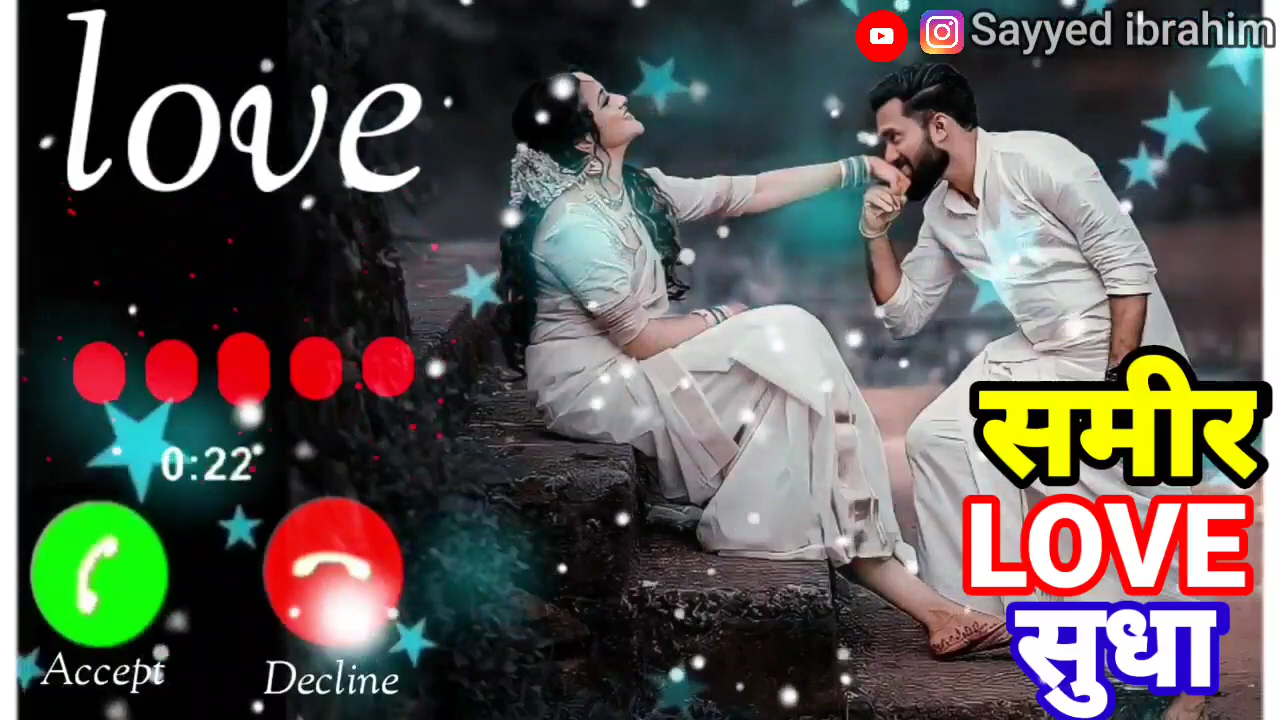 Sayyed ibrahim
love
0:22
Accept
Decline
समीर
LOVE
सुधा